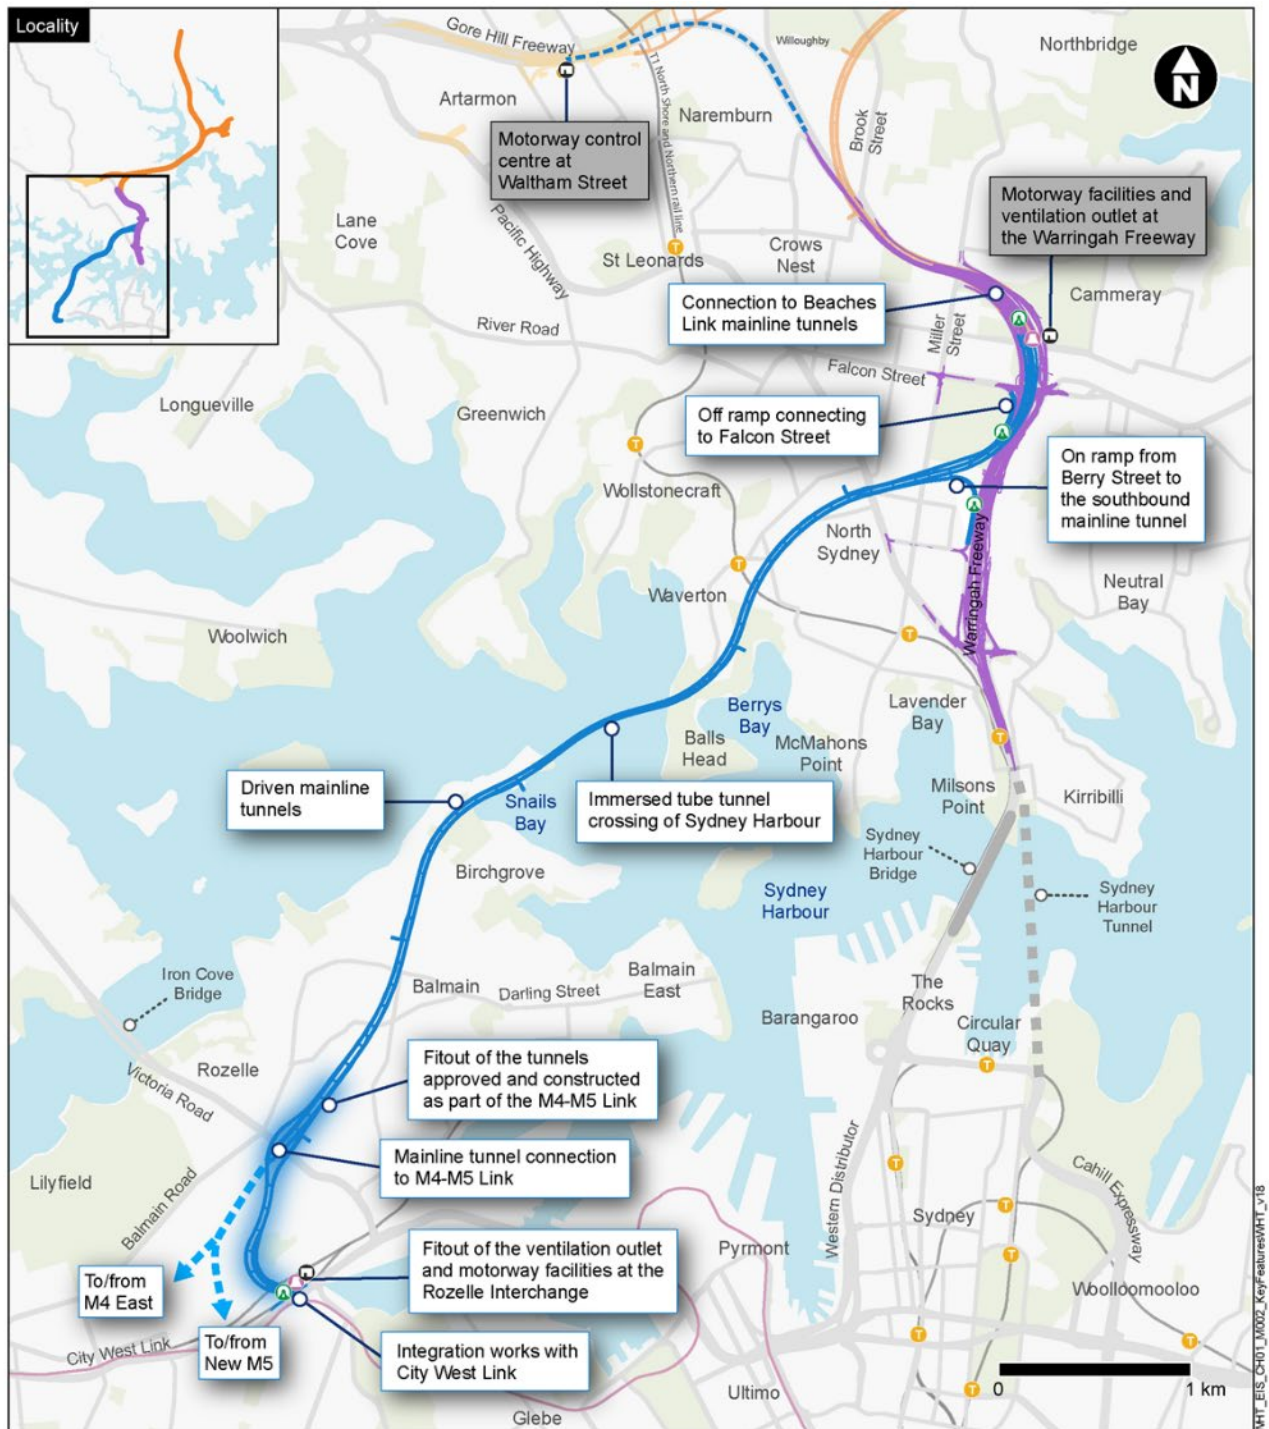 Locality
Gore Hill Freeway
Willoughby
Northbridge
N
Artarmon
T1 North Shore and Northern rail line
Naremburn
Brook
Street
Motorway control
centre at
Waltham Street
Motorway facilities and
ventilation outlet at
the Warringah Freeway
Lane
Cove
Pacific Highway
T
St Leonards
Crows
Nest
Connection to Beaches
Link mainline tunnels
Cammeray
River Road
Miller
Street
Falcon Street
Longueville
Greenwich
Off ramp connecting
to Falcon Street
T
On ramp from
Berry Street to
the southbound
mainline tunnel
Wollstonecraft
North
Sydney
Warringah Freeway
T
Waverton
Neutral
Bay
Woolwich
T
Berrys
Bay
Lavender
Bay
Balls
Head
McMahons
Point
T
Driven mainline
tunnels
Snails
Bay
Immersed tube tunnel
crossing of Sydney Harbour
Milsons
Point
Kirribilli
Sydney
Harbour
Bridge
Birchgrove
Sydney
Harbour
Sydney
Harbour
Tunnel
Iron Cove
Bridge
Balmain
Darling Street
Balmain
East
The
Rocks
Barangaroo
Circular
Quay
T
Fitout of the tunnels
approved and constructed
as part of the M4-M5 Link
Rozelle
Victoria Road
Mainline tunnel connection
to M4-M5 Link
Lilyfield
Balmain Road
Western Distributor
T
Cahill Expressway
T
Sydney
Pyrmont
T
Fitout of the ventilation outlet
and motorway facilities at the
Rozelle Interchange
To/from
M4 East
Woolloomooloo
To/from
New M5
City West Link
Integration works with
City West Link
T
T
T
0
1 km
Ultimo
Glebe
WHT_EIS_CH01_M002_KeyFeaturesWHT_v18